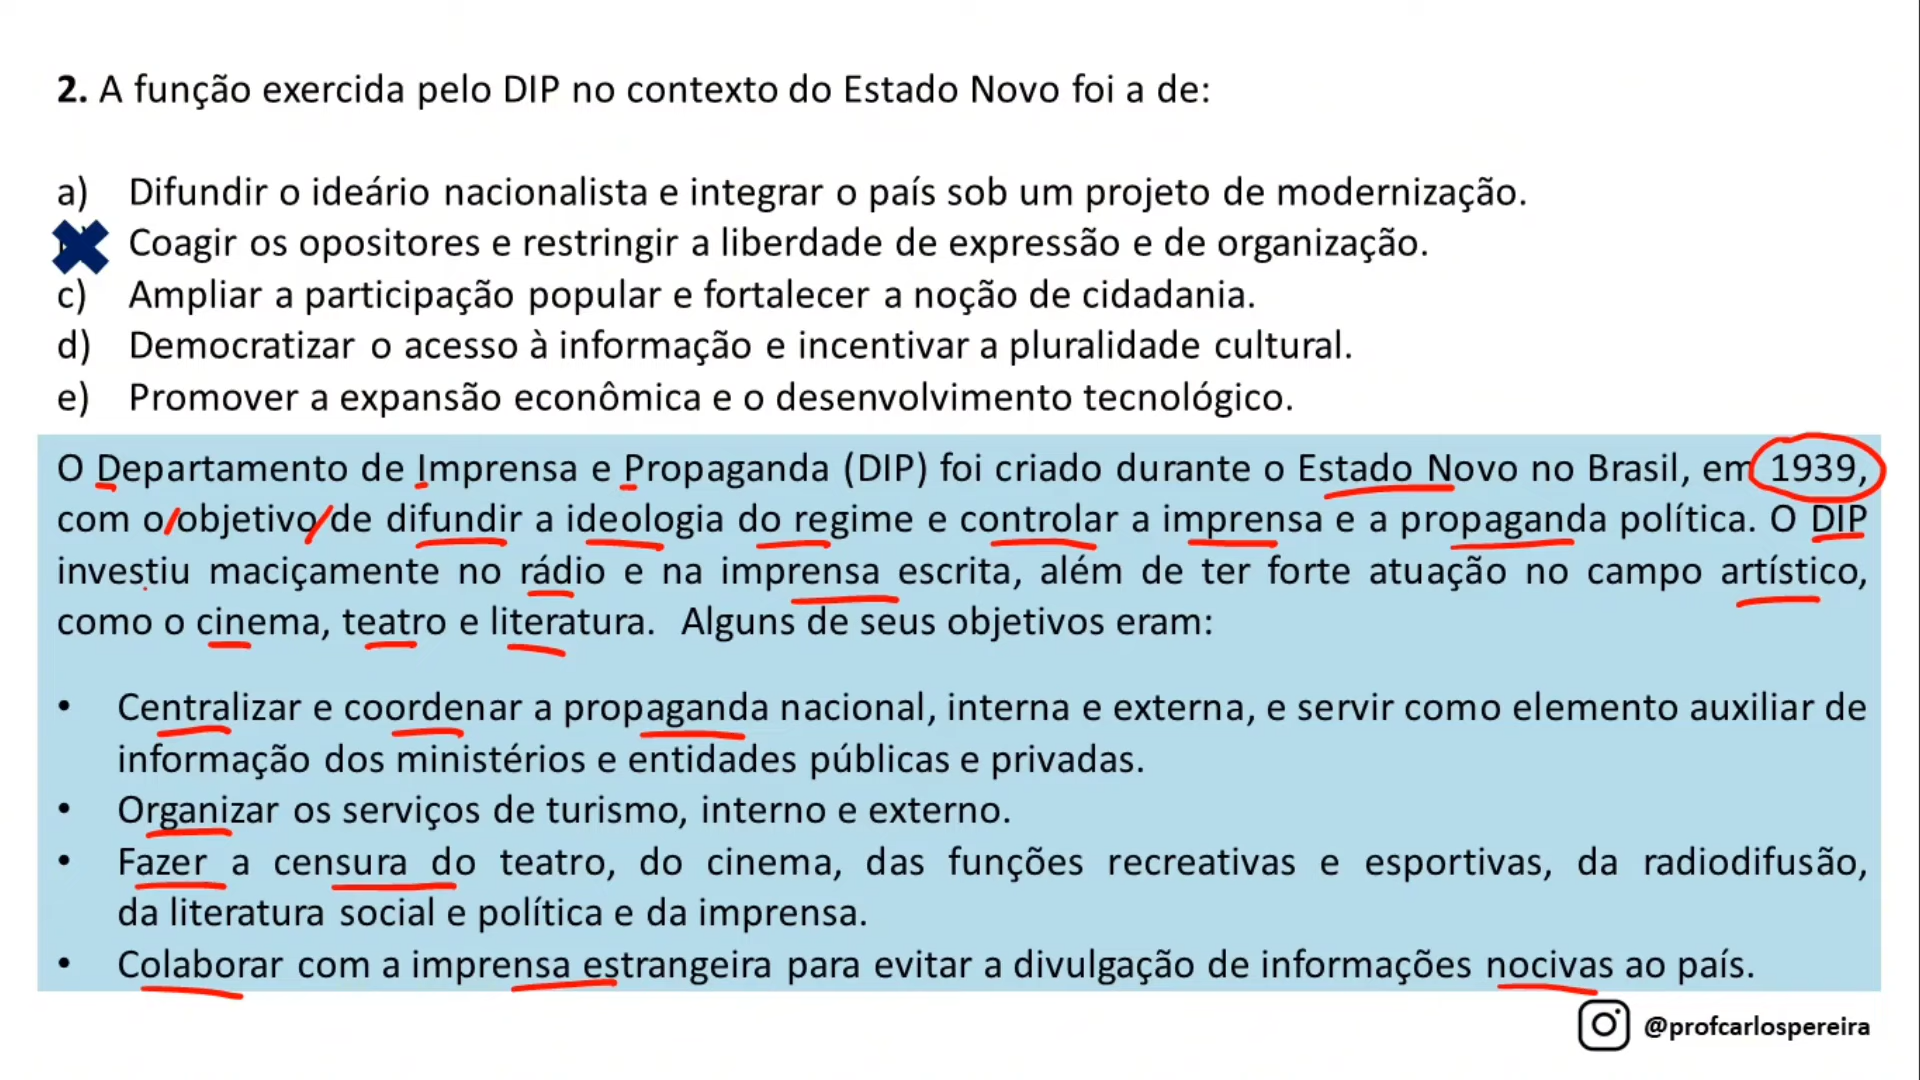 2. A função exercida pelo DIP no contexto do Estado Novo foi a de:
a) Difundir o ideário nacionalista e integrar o país sob um projeto de modernização.
Coagir os opositores e restringir a liberdade de expressão e de organização.
c) Ampliar a participação popular e fortalecer a noção de cidadania.
d) Democratizar o acesso à informação e incentivar a pluralidade cultural.
e) Promover a expansão econômica e o desenvolvimento tecnológico.
O Departamento de Imprensa e Propaganda (DIP) foi criado durante o Estado Novo no Brasil, em 1939,
com o objetivo de difundir a ideologia do regime e controlar a imprensa e a propaganda política. O DIP
investiu maciçamente no rádio e na imprensa escrita, além de ter forte atuação no campo artístico,
como o cinema, teatro e literatura. Alguns de seus objetivos eram:
• Centralizar e coordenar a propaganda nacional, interna e externa, e servir como elemento auxiliar de
informação dos ministérios e entidades públicas e privadas.
• Organizar os serviços de turismo, interno e externo.
• Fazer a censura do teatro, do cinema, das funções recreativas e esportivas, da radiodifusão,
da literatura social e política e da imprensa.
• Colaborar com a imprensa estrangeira para evitar a divulgação de informações nocivas ao país.
@profcarlospereira